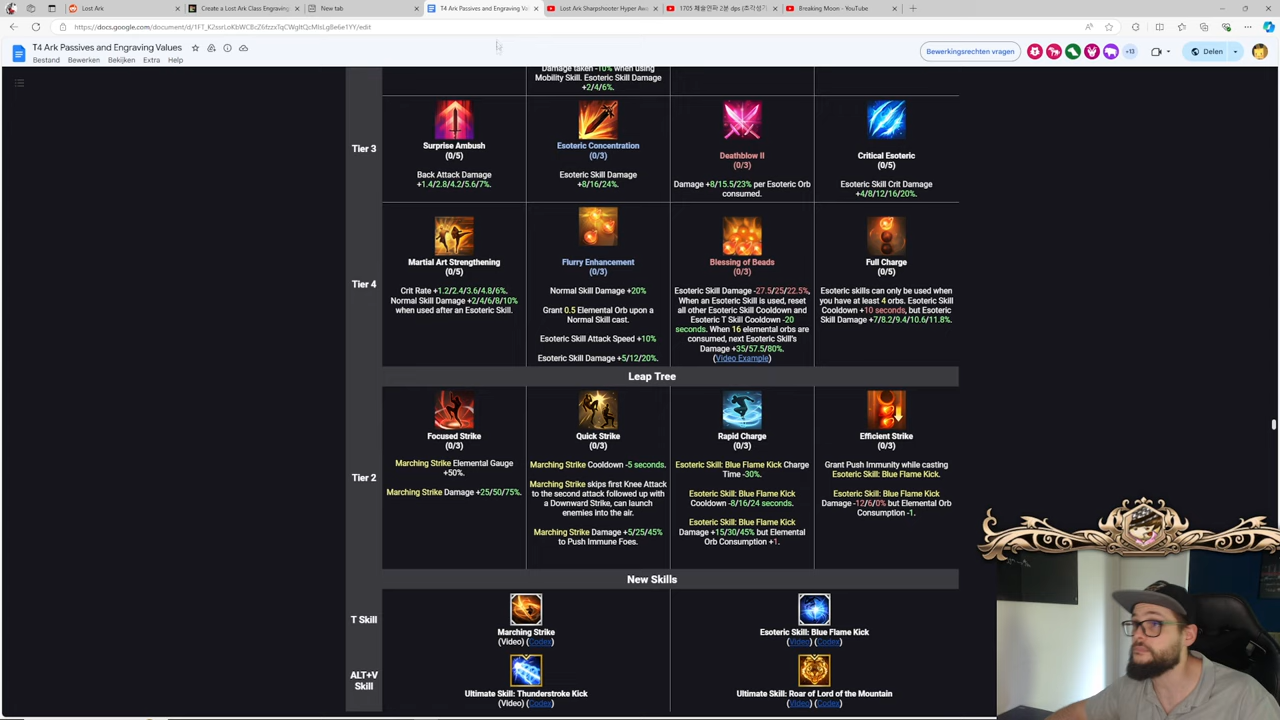 Lost Ark
Create a Lost Ark Class Engraving
New tab
T4 Ark Passives and Engraving Val
Lost Ark Sharpshooter Hyper Awa
Breaking Moon - YouTube
T4 Ark Passives and Engraving Values
Bewerkingsrechten vragen
+13
Delen
Bestand Bewerken Bekijken Extra Help
Damage taken -10% when using
Mobility Skill. Esoteric Skill Damage
+2/4/6%.
Tier 3
Surprise Ambush
(0/5)
Back Attack Damage
+1.4/2.8/4.2/5.6/7%.
Esoteric Concentration
(0/3)
Esoteric Skill Damage
+8/16/24%.
Deathblow II
(0/3)
Damage +8/15.5/23% per Esoteric Orb
consumed.
Critical Esoteric
(0/5)
Esoteric Skill Crit Damage
+4/8/12/16/20%.
Tier 4
Martial Art Strengthening
(0/5)
Crit Rate +1.2/2.4/3.6/4.8/6%.
Normal Skill Damage +2/4/6/8/10%
when used after an Esoteric Skill.
Flurry Enhancement
(0/3)
Normal Skill Damage +20%
Grant 0.5 Elemental Orb upon a
Normal Skill cast.
Esoteric Skill Attack Speed +10%
Esoteric Skill Damage +5/12/20%.
Blessing of Beads
(0/3)
Esoteric Skill Damage -27.5/25/22.5%.
When an Esoteric Skill is used, reset
all other Esoteric Skill Cooldown and
Esoteric T Skill Cooldown -20
seconds. When 16 elemental orbs are
consumed, next Esoteric Skill's
Damage +35/57.5/80%.
(Video Example)
Full Charge
(0/5)
Esoteric skills can only be used when
you have at least 4 orbs. Esoteric Skill
Cooldown +10 seconds, but Esoteric
Skill Damage +7/8.2/9.4/10.6/11.8%.
Leap Tree
Tier 2
Focused Strike
(0/3)
Marching Strike Elemental Gauge
+50%.
Marching Strike Damage +25/50/75%.
Quick Strike
(0/3)
Marching Strike Cooldown -5 seconds.
Marching Strike skips first Knee Attack
to the second attack followed up with
a Downward Strike, can launch
enemies into the air.
Marching Strike Damage +5/25/45%
to Push Immune Foes.
Rapid Charge
(0/3)
Esoteric Skill: Blue Flame Kick Charge
Time -30%.
Esoteric Skill: Blue Flame Kick
Cooldown -8/16/24 seconds.
Esoteric Skill: Blue Flame Kick
Damage +15/30/45% but Elemental
Orb Consumption +1.
Efficient Strike
(0/3)
Grant Push Immunity while casting
Esoteric Skill: Blue Flame Kick.
Esoteric Skill: Blue Flame Kick
Damage -12/6/0% but Elemental Orb
Consumption -1.
New Skills
T Skill
Marching Strike
(Video) (Codex)
Esoteric Skill: Blue Flame Kick
(Video) (Codex)
ALT+V
Skill
Ultimate Skill: Thunderstroke Kick
(Video) (Codex)
Ultimate Skill: Roar of Lord of the Mountain
(Video) (Codex)